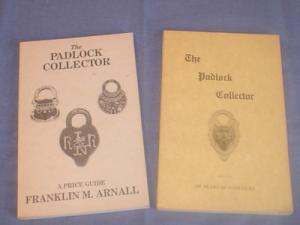 The
PADLOCK
COLLECTOR
A PRICE GUIDE
FRANKLIN M. ARNALL
The
Padlock
Collector